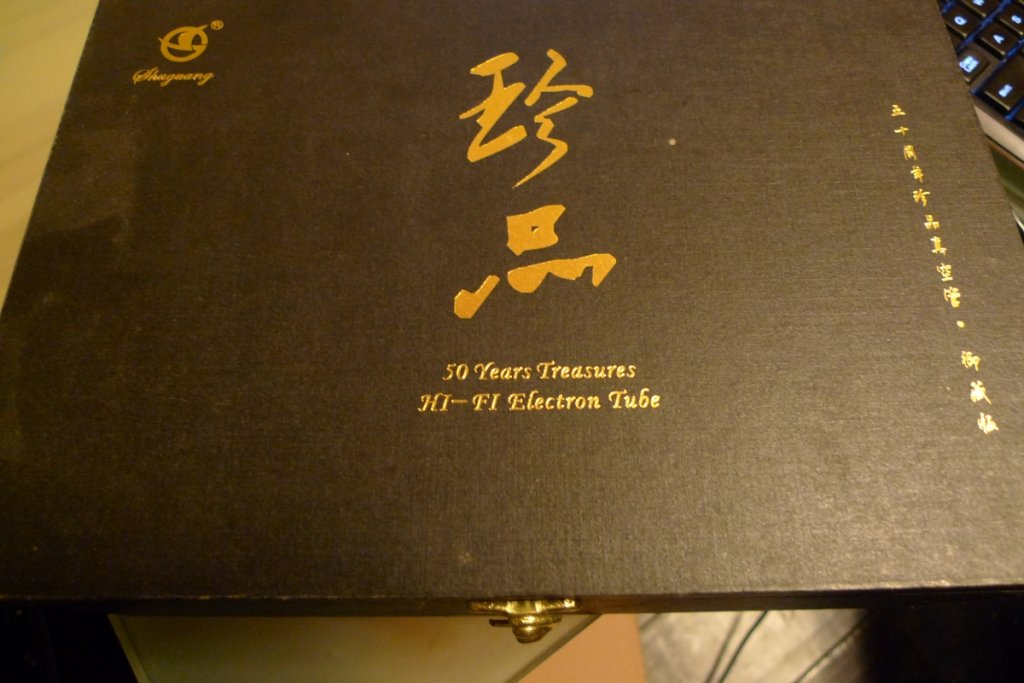 Shuguang
®
珍品
50 Years Treasures
HI-FI Electron Tube
五十周年珍品真空管·御藏版